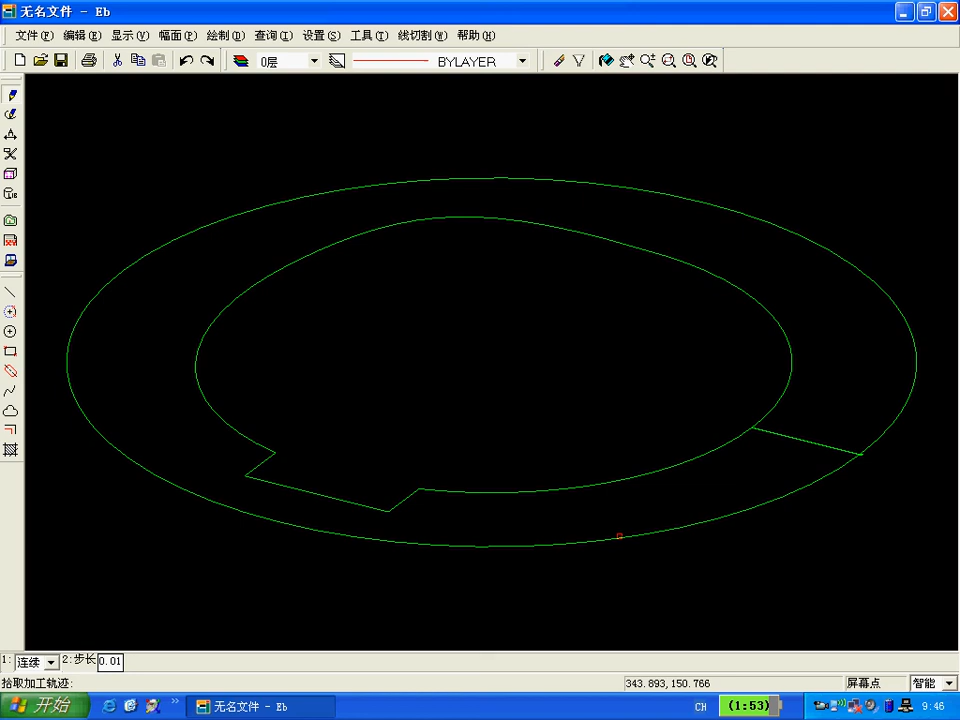 无名文件 - Eb
文件(F) 编辑(E) 显示(V) 幅面(P) 绘制(D) 查询(I) 设置(S) 工具(T) 线切割(W) 帮助(H)
0层 BYLAYER
1: 连续 2:步长 0.01
拾取加工轨迹: 343.893,150.766 屏幕点 智能
开始 无名文件 - Eb CH (1:53) 9:46